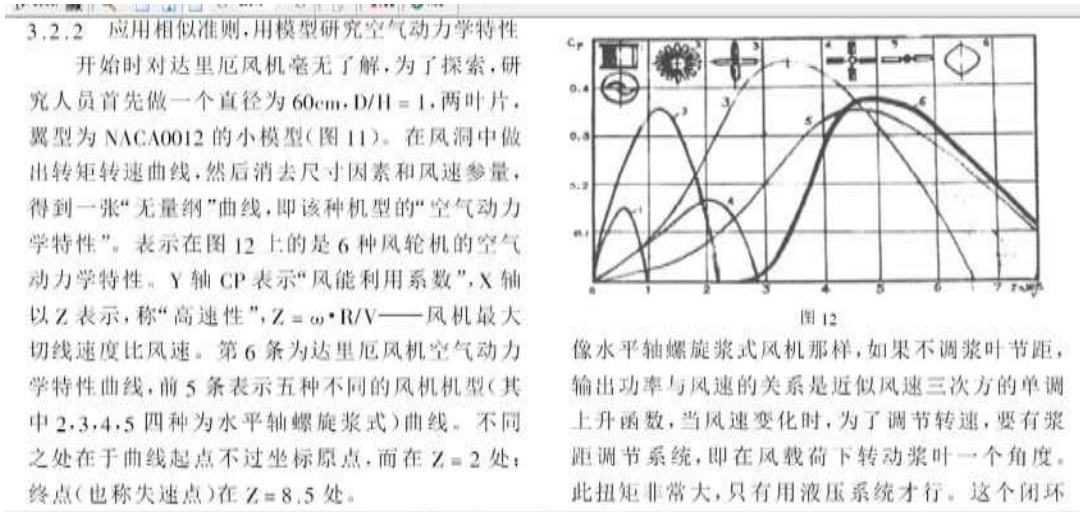 3.2.2 应用相似准则,用模型研究空气动力学特性
开始时对达里厄风机毫无了解,为了探索,研
究人员首先做一个直径为60cm,D/H=1,两叶片,
翼型为NACA0012的小模型(图11)。在风洞中做
出转矩转速曲线,然后消去尺寸因素和风速参量,
得到一张“无量纲”曲线,即该种机型的“空气动力
学特性”。表示在图12上的是6种风轮机的空气
动力学特性。Y轴CP表示“风能利用系数”,X轴
以Z表示,称“高速性”,Z=ω•R/V——风机最大
切线速度比风速。第6条为达里厄风机空气动力
学特性曲线,前5条表示五种不同的风机机型(其
中2,3,4,5四种为水平轴螺旋桨式)曲线。不同
之处在于曲线起点不过坐标原点,而在Z=2处;
终点(也称失速点)在Z=8.5处。
CP
0.4
0.3
0.2
0.1
0 1 2 3 4 5 6 7
图12
像水平轴螺旋浆式风机那样,如果不调浆叶节距,
输出功率与风速的关系是近似风速三次方的单调
上升函数,当风速变化时,为了调节转速,要有浆
距调节系统,即在风载荷下转动浆叶一个角度。
此扭矩非常大,只有用液压系统才行。这个闭环